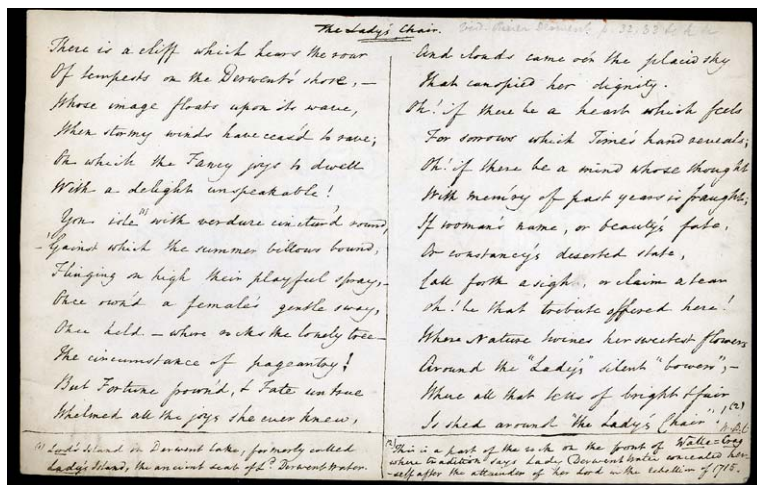 The Lady's Chair.
There is a cliff which hears the roar
Of tempests on the Derwent's shore, —
Whose image floats upon its wave,
When stormy winds have ceas'd to rave;
On which the Fancy joys to dwell
With a delight unspeakable!
Yon isle (1) with verdure cinctur'd round,
'Gainst which the summer billows bound,
Flinging on high their playful sprays,—
Once own'd a female's gentle sway,
Once held — where rocks the lonely tree—
The circumstance of pageantry!
But Fortune frown'd, & Fate untrue
Whelmed all the joys she ever knew,
(1) Lord's Island on Derwent Lake, formerly called
Lady's Island, the ancient seat of Ld. Derwentwater.
And clouds came o'er the placid sky
That canopied her dignity.
Oh! if there be a heart which feels
For sorrows which Time's hand reveals;
Oh! if there be a mind whose thought
With mem'ry of past years is fraught;
If woman's name, or beauty's fate,
Or constancy's deserted state,
Call forth a sigh, or claim a tear
Oh! be that tribute offered here!
Where Nature twines her sweetest flowers
Around the "Lady's" silent "bowers";—
Where all that tells of bright & fair
Is shed around "the Lady's Chair"! (2)
(2) This is a part of the rock on the front of Walla-Crag
where tradition says Lady Derwentwater concealed her-
-self after the attainder of her Lord in the rebellion of 1715.